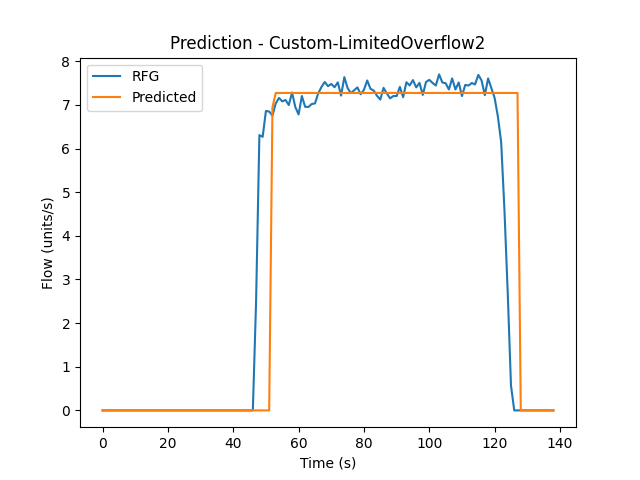 Prediction - Custom-LimitedOverflow2
RFG
Predicted
8
7
6
5
4
3
2
1
0
Flow (units/s)
0 20 40 60 80 100 120 140
Time (s)